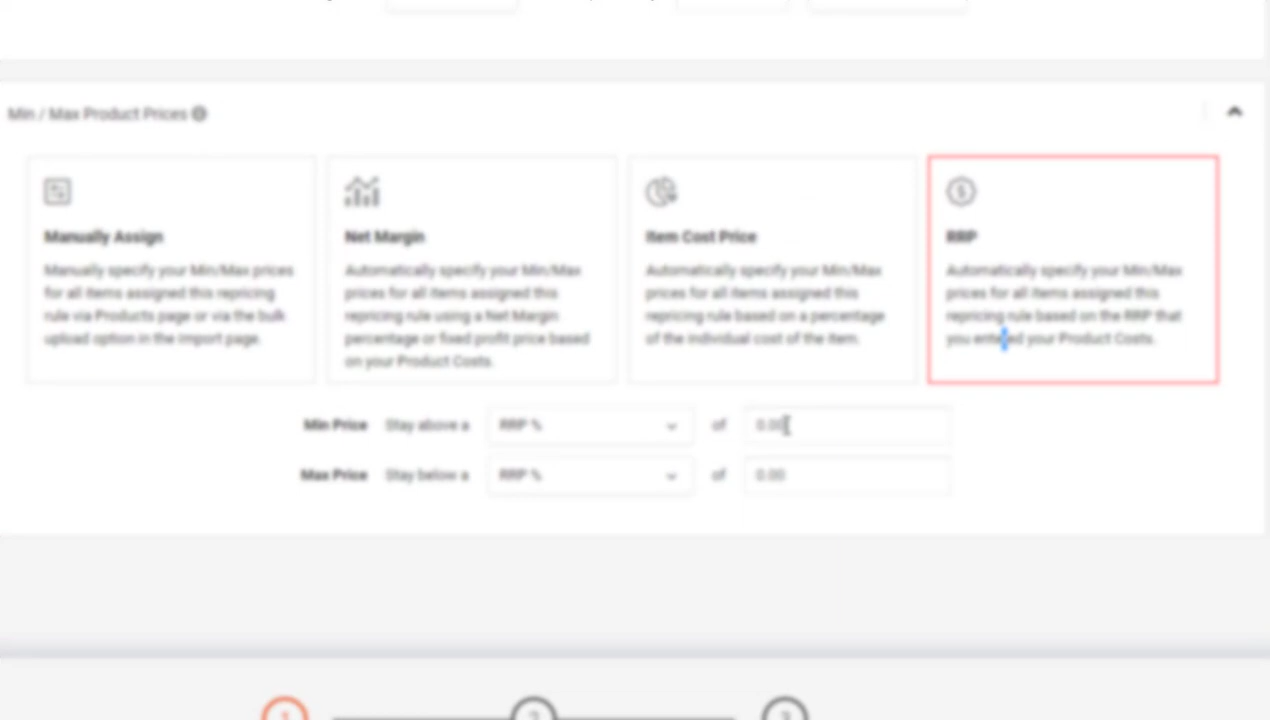 Min / Max Product Prices
Manually Assign
Manually specify your Min/Max prices
for all items assigned this repricing
rule via Products page or via the bulk
upload option in the import page.
Net Margin
Automatically specify your Min/Max
prices for all items assigned this
repricing rule using a Net Margin
percentage or fixed profit price based
on your Product Costs.
Item Cost Price
Automatically specify your Min/Max
prices for all items assigned this
repricing rule based on a percentage
of the individual cost of the item.
RRP
Automatically specify your Min/Max
prices for all items assigned this
repricing rule based on the RRP that
you entered your Product Costs.
Min Price Stay above a RRP % of 0.00
Max Price Stay below a RRP % of 0.00
1 2 3